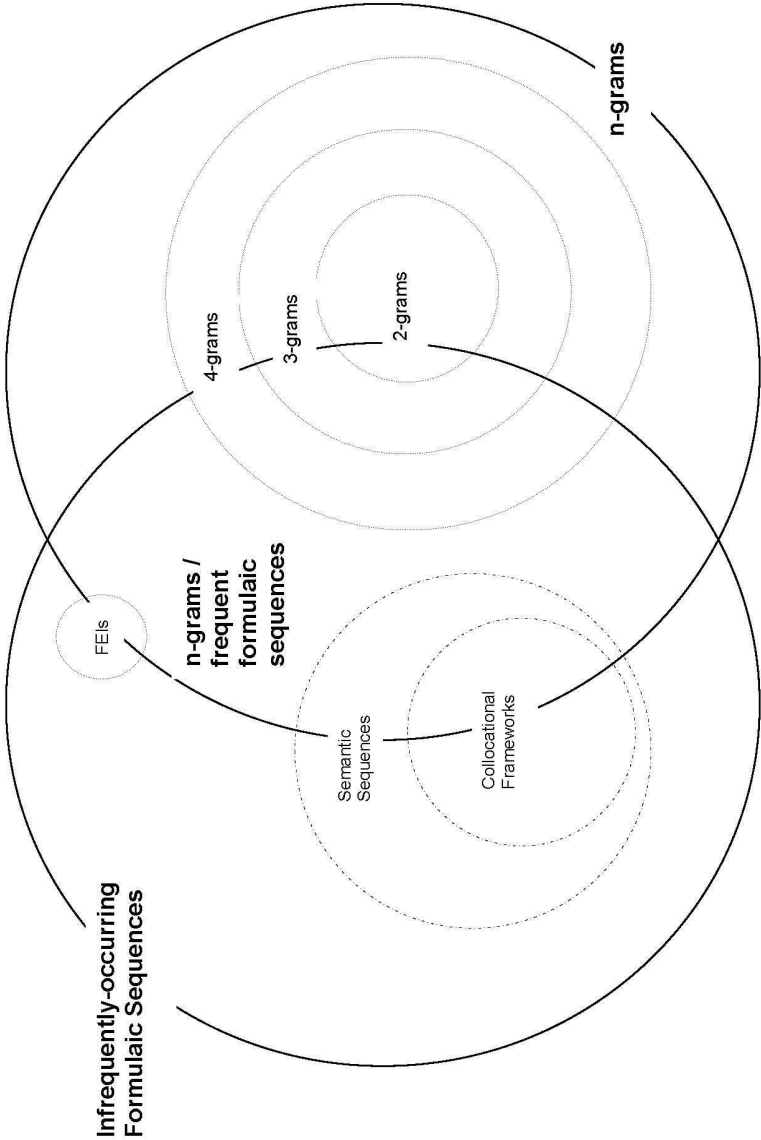 Infrequently-occurring
Formulaic Sequences
n-grams /
frequent
formulaic
sequences
n-grams
FEIs
4-grams
3-grams
2-grams
Semantic
Sequences
Collocational
Frameworks